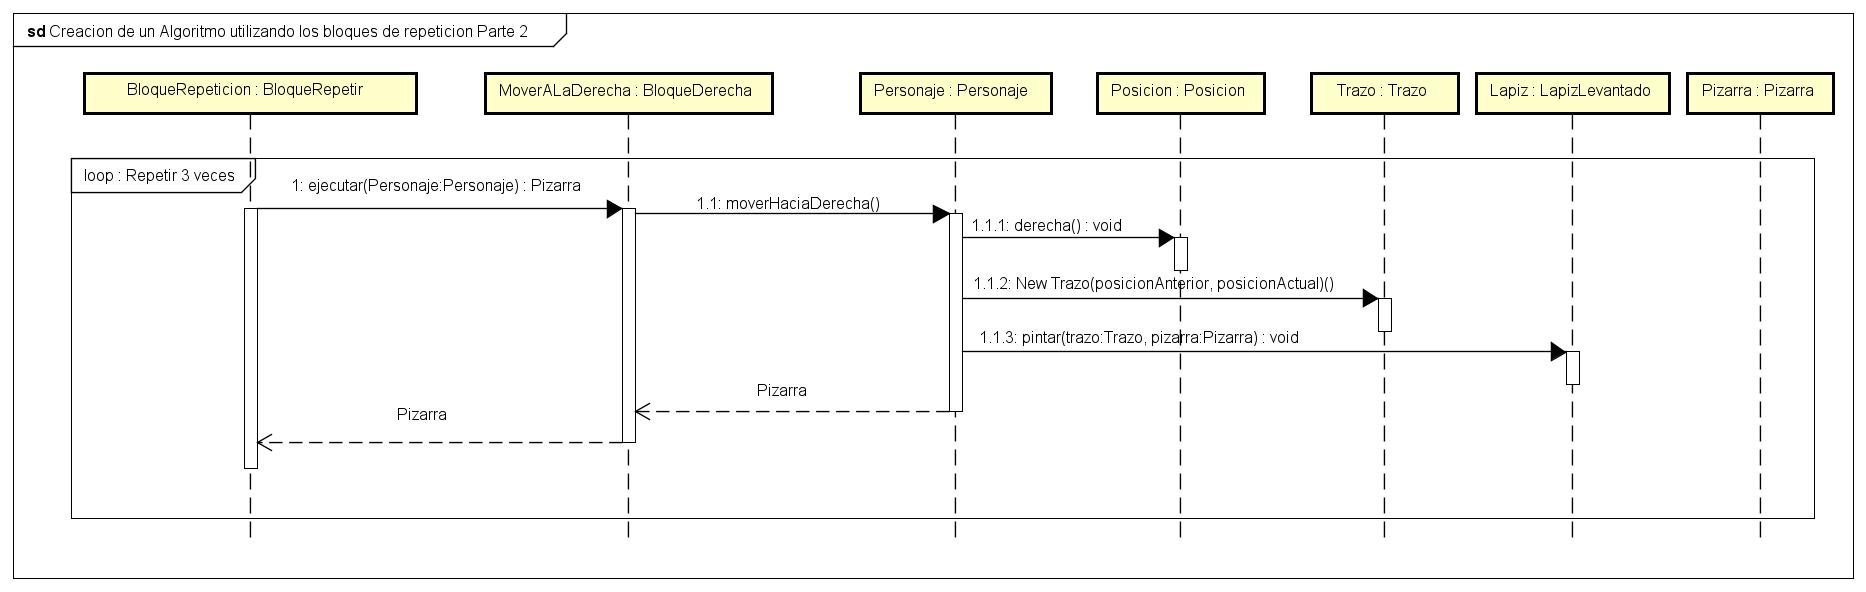 sd Creacion de un Algoritmo utilizando los bloques de repeticion Parte 2
BloqueRepeticion : BloqueRepetir
MoverALaDerecha : BloqueDerecha
Personaje : Personaje
Posicion : Posicion
Trazo : Trazo
Lapiz : LapizLevantado
Pizarra : Pizarra
loop : Repetir 3 veces
1: ejecutar(Personaje:Personaje) : Pizarra
1.1: moverHaciaDerecha()
1.1.1: derecha() : void
1.1.2: New Trazo(posicionAnterior, posicionActual)()
1.1.3: pintar(trazo:Trazo, pizarra:Pizarra) : void
Pizarra
Pizarra